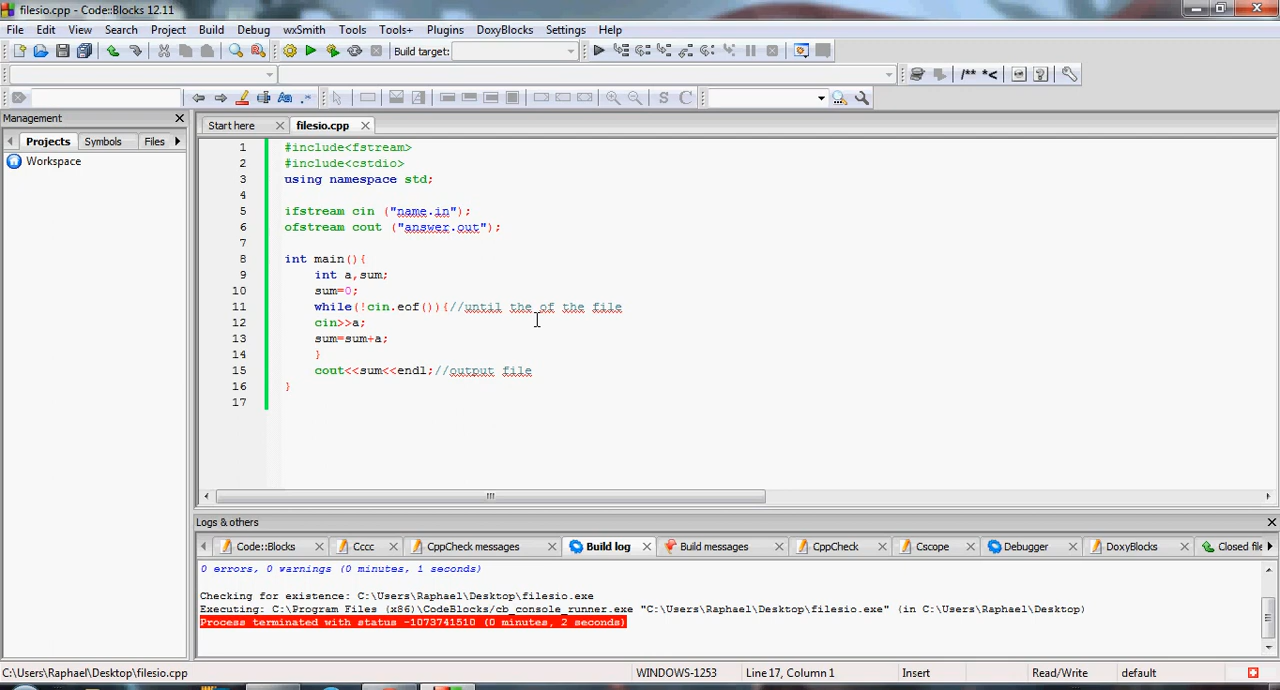 filesio.cpp - Code::Blocks 12.11
File Edit View Search Project Build Debug wxSmith Tools Tools+ Plugins DoxyBlocks Settings Help
Build target:
/** *<
S C
Management
Projects Symbols Files
Workspace
Start here filesio.cpp
1 #include<fstream>
2 #include<cstdio>
3 using namespace std;
4
5 ifstream cin ("name.in");
6 ofstream cout ("answer.out");
7
8 int main(){
9 int a,sum;
10 sum=0;
11 while(!cin.eof()){//until the of the file
12 cin>>a;
13 sum=sum+a;
14 }
15 cout<<sum<<endl;//output file
16 }
17
Logs & others
Code::Blocks Cccc CppCheck messages Build log Build messages CppCheck Cscope Debugger DoxyBlocks Closed file
0 errors, 0 warnings (0 minutes, 1 seconds)
Checking for existence: C:\Users\Raphael\Desktop\filesio.exe
Executing: C:\Program Files (x86)\CodeBlocks/cb_console_runner.exe "C:\Users\Raphael\Desktop\filesio.exe" (in C:\Users\Raphael\Desktop)
Process terminated with status -1073741510 (0 minutes, 2 seconds)
C:\Users\Raphael\Desktop\filesio.cpp WINDOWS-1253 Line 17, Column 1 Insert Read/Write default